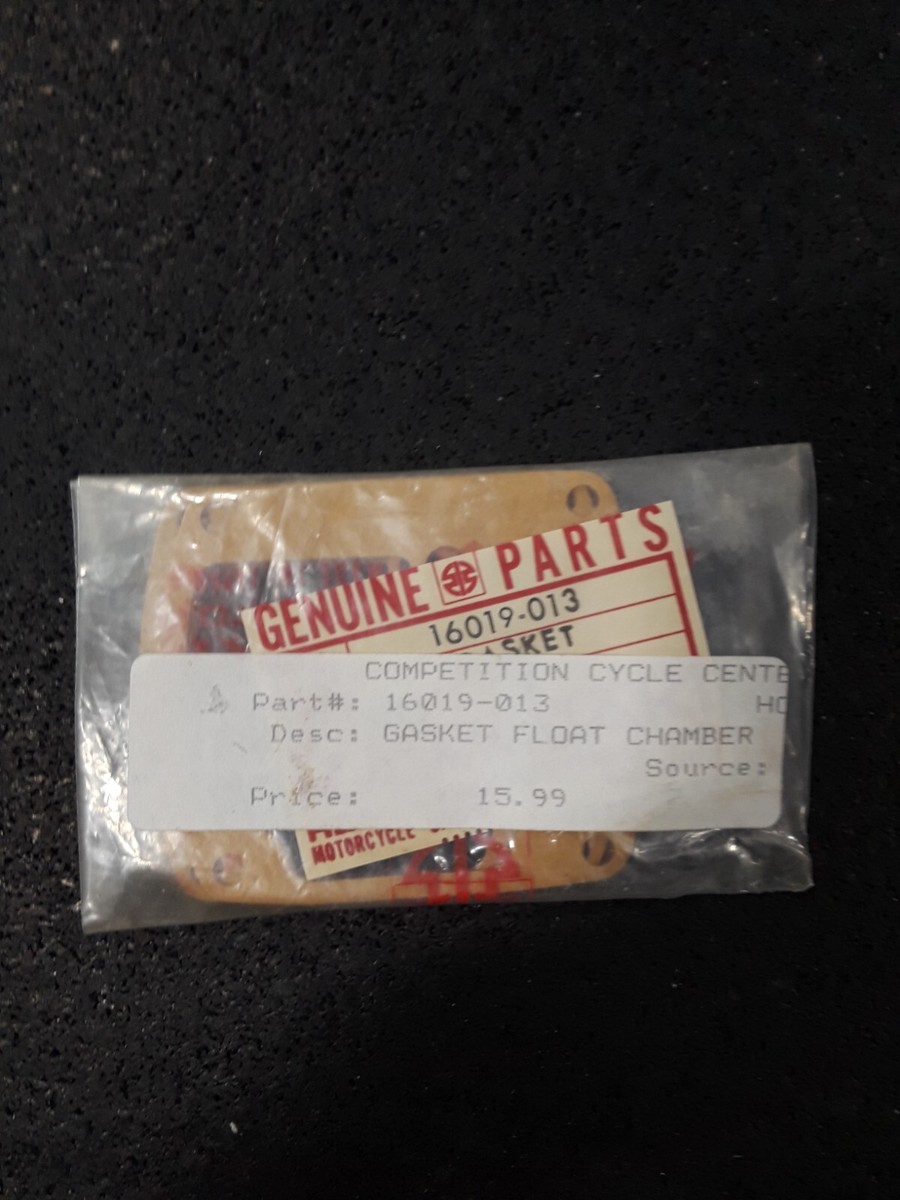 GENUINE PARTS
16019-013
GASKET
COMPETITION CYCLE CENTE
Part#: 16019-013 HO
Desc: GASKET FLOAT CHAMBER
Source:
Price: 15.99
MOTORCYCLE